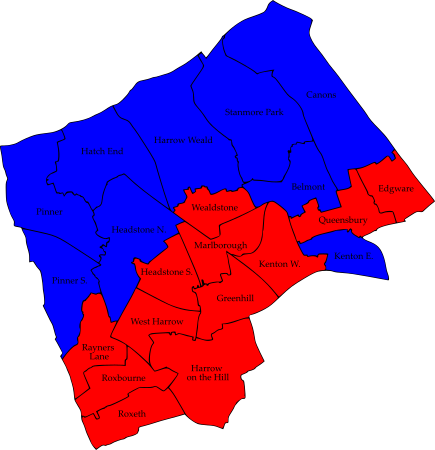 Canons
Stanmore Park
Harrow Weald
Hatch End
Belmont
Edgware
Wealdstone
Pinner
Queensbury
Headstone N.
Marlborough
Kenton E.
Kenton W.
Headstone S.
Pinner S.
Greenhill
West Harrow
Rayners
Lane
Harrow
on the Hill
Roxbourne
Roxeth